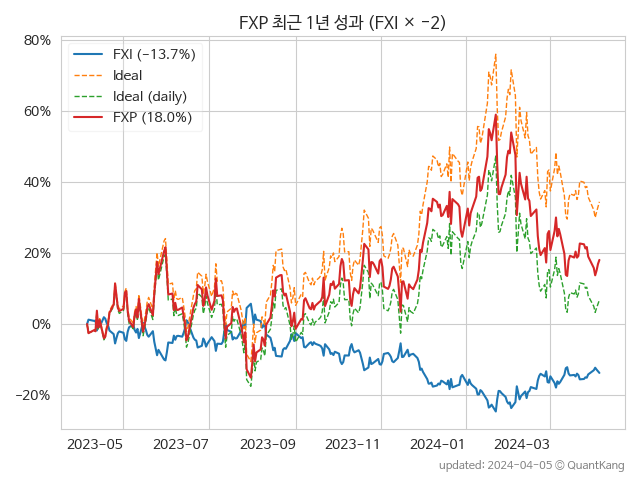 FXP 최근 1년 성과 (FXI × −2)
80%
60%
40%
20%
0%
−20%
FXI (−13.7%)
Ideal
Ideal (daily)
FXP (18.0%)
2023-05
2023-07
2023-09
2023-11
2024-01
2024-03
updated: 2024-04-05 ⓒ QuantKang